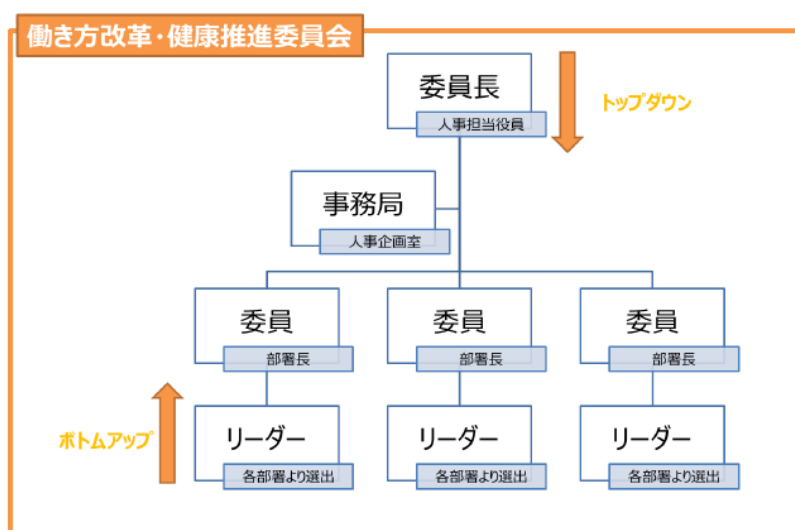 働き方改革・健康推進委員会
委員長
人事担当役員
トップダウン
事務局
人事企画室
委員
部署長
委員
部署長
委員
部署長
ボトムアップ
リーダー
各部署より選出
リーダー
各部署より選出
リーダー
各部署より選出